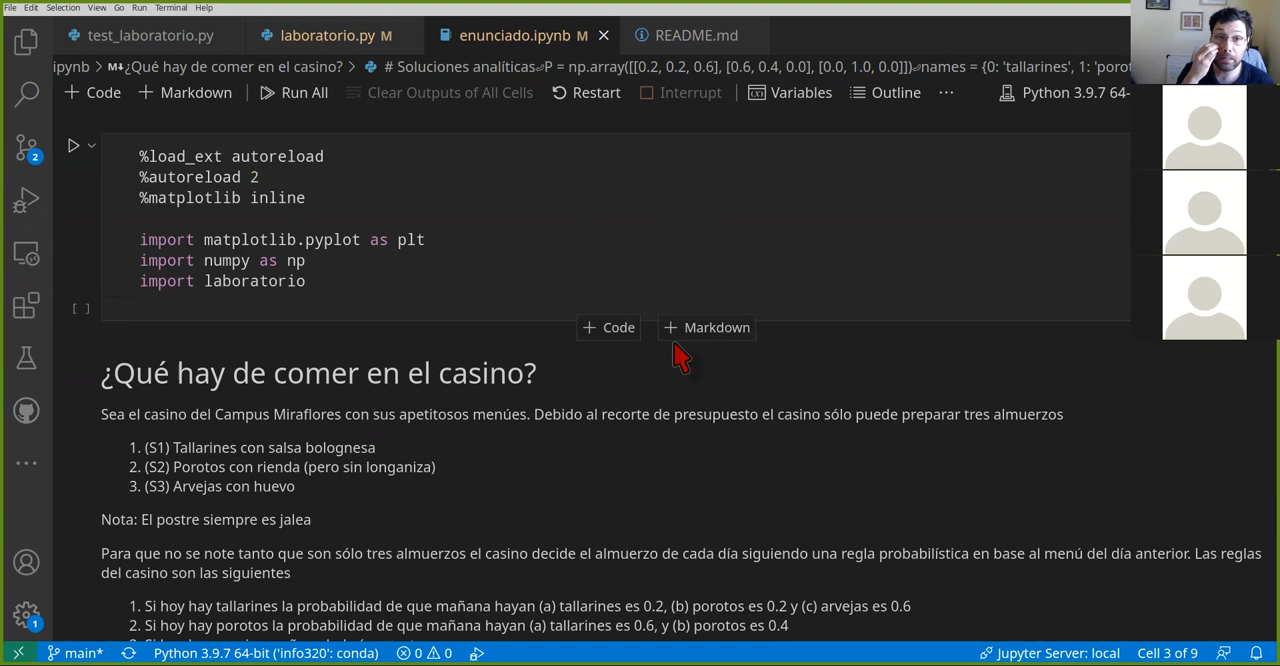 File Edit Selection View Go Run Terminal Help
test_laboratorio.py laboratorio.py M enunciado.ipynb M README.md
ipynb > M↓¿Qué hay de comer en el casino? > # Soluciones analíticas↵P = np.array([[0.2, 0.2, 0.6], [0.6, 0.4, 0.0], [0.0, 1.0, 0.0]])↵names = {0: 'tallarines', 1: 'porot
+ Code + Markdown Run All Clear Outputs of All Cells Restart Interrupt Variables Outline ... Python 3.9.7 64-
%load_ext autoreload
2
%autoreload 2
%matplotlib inline
import matplotlib.pyplot as plt
import numpy as np
import laboratorio
[ ]
+ Code + Markdown
¿Qué hay de comer en el casino?
Sea el casino del Campus Miraflores con sus apetitosos menúes. Debido al recorte de presupuesto el casino sólo puede preparar tres almuerzos
1. (S1) Tallarines con salsa bolognesa
2. (S2) Porotos con rienda (pero sin longaniza)
3. (S3) Arvejas con huevo
Nota: El postre siempre es jalea
Para que no se note tanto que son sólo tres almuerzos el casino decide el almuerzo de cada día siguiendo una regla probabilística en base al menú del día anterior. Las reglas
del casino son las siguientes
1. Si hoy hay tallarines la probabilidad de que mañana hayan (a) tallarines es 0.2, (b) porotos es 0.2 y (c) arvejas es 0.6
2. Si hoy hay porotos la probabilidad de que mañana hayan (a) tallarines es 0.6, y (b) porotos es 0.4
1
main* Python 3.9.7 64-bit ('info320': conda) 0 0 Jupyter Server: local Cell 3 of 9